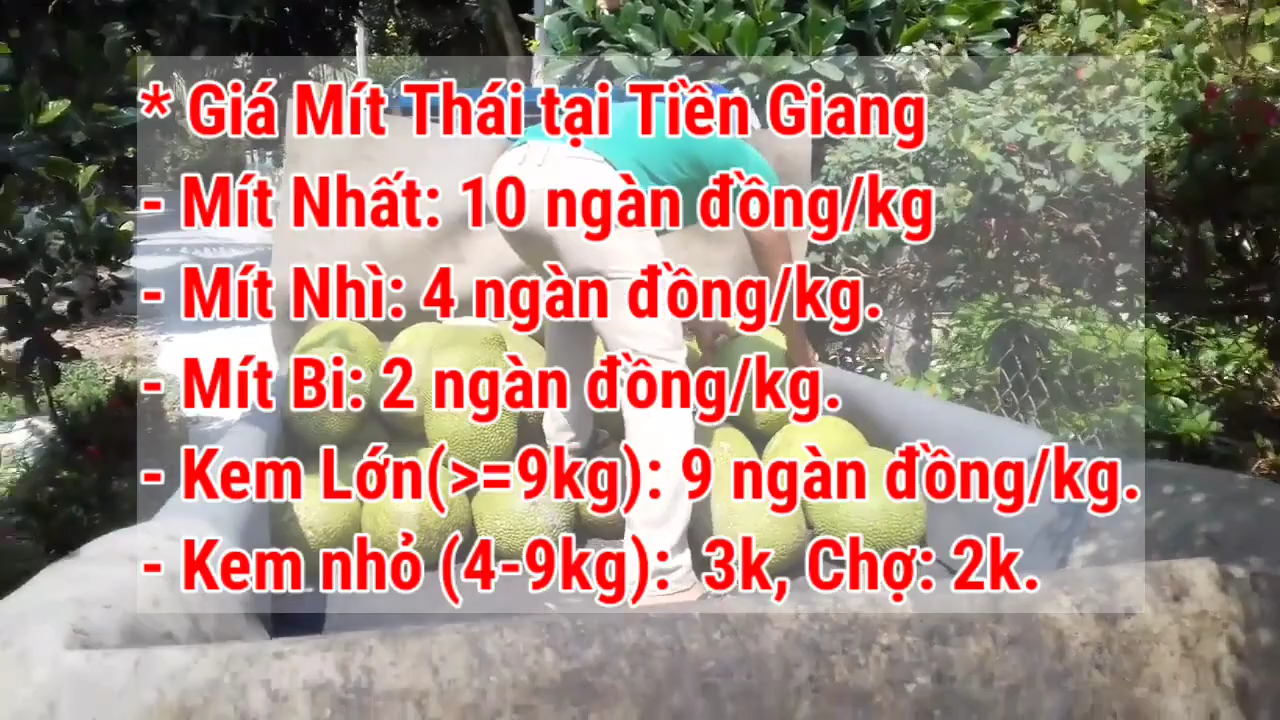 * Giá Mít Thái tại Tiền Giang
- Mít Nhất: 10 ngàn đồng/kg
- Mít Nhì: 4 ngàn đồng/kg.
- Mít Bi: 2 ngàn đồng/kg.
- Kem Lớn(>=9kg): 9 ngàn đồng/kg.
- Kem nhỏ (4-9kg): 3k, Chợ: 2k.